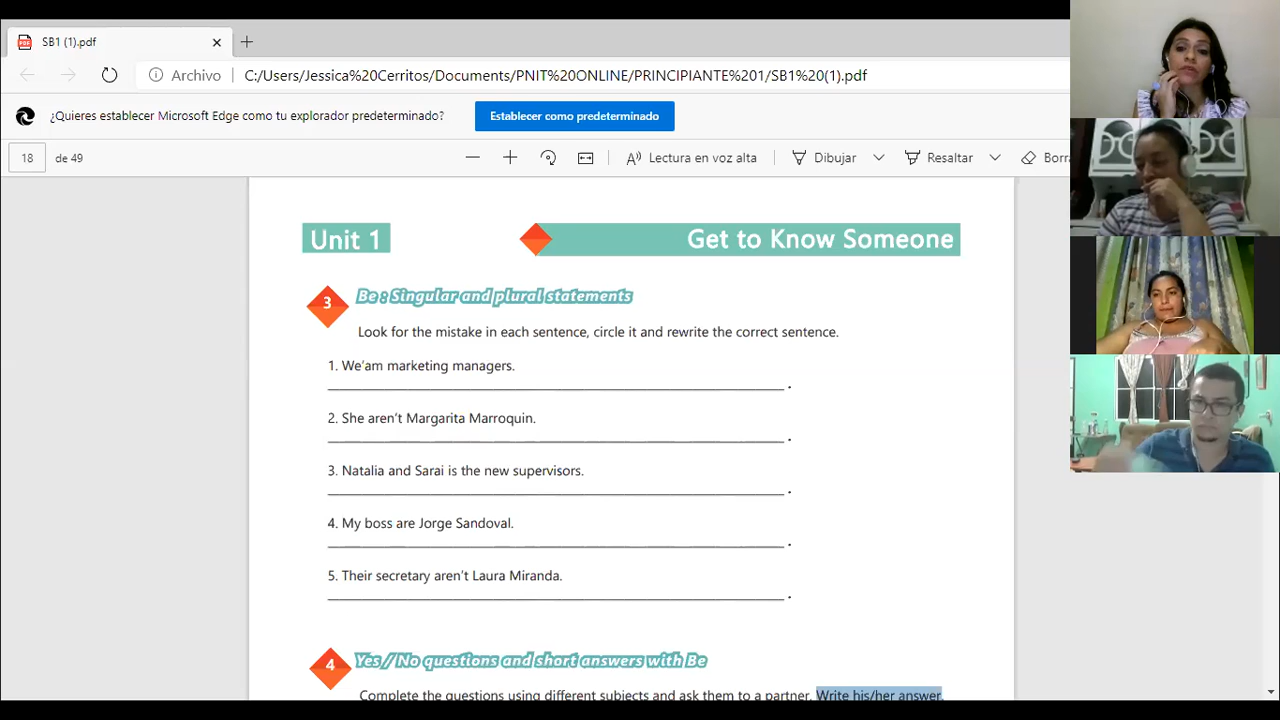 SB1 (1).pdf
Archivo C:/Users/Jessica%20Cerritos/Documents/PNIT%20ONLINE/PRINCIPIANTE%201/SB1%20(1).pdf
¿Quieres establecer Microsoft Edge como tu explorador predeterminado? Establecer como predeterminado
18 de 49 Lectura en voz alta Dibujar Resaltar Borra
Unit 1 Get to Know Someone
3 Be : Singular and plural statements
Look for the mistake in each sentence, circle it and rewrite the correct sentence.
1. We'am marketing managers.
.
2. She aren't Margarita Marroquin.
.
3. Natalia and Sarai is the new supervisors.
.
4. My boss are Jorge Sandoval.
.
5. Their secretary aren't Laura Miranda.
.
4 Yes / No questions and short answers with Be
Complete the questions using different subjects and ask them to a partner. Write his/her answer.